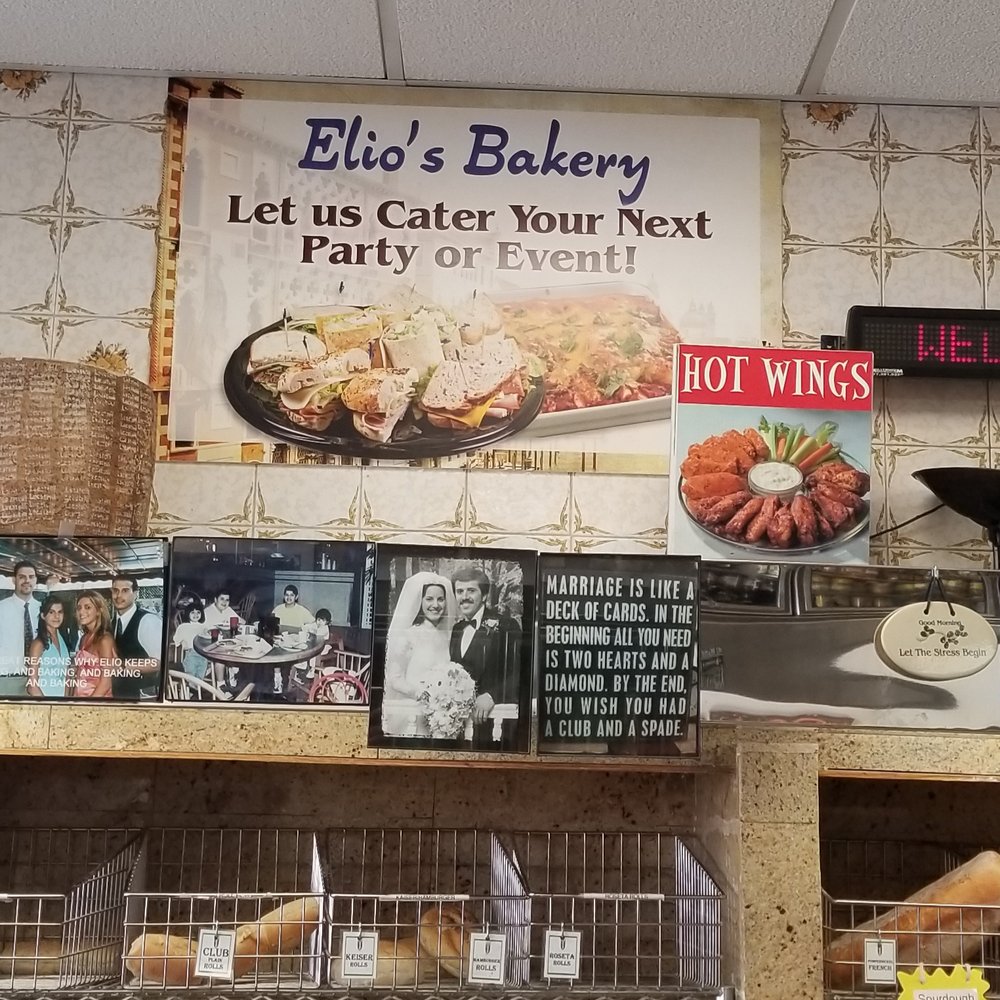 Elio's Bakery
Let us Cater Your Next
Party or Event!
HOT WINGS
WEL
REASONS WHY ELIO KEEPS
AND BAKING, AND BAKING,
AND BAKING
MARRIAGE IS LIKE A
DECK OF CARDS. IN THE
BEGINNING ALL YOU NEED
IS TWO HEARTS AND A
DIAMOND. BY THE END,
YOU WISH YOU HAD
A CLUB AND A SPADE.
Good Morning
Let The Stress Begin
CLUB
PLAIN
ROLLS
KEISER
ROLLS
HAMBURGER
ROLLS
ROSETA
ROLLS
FRENCH
Sourdough